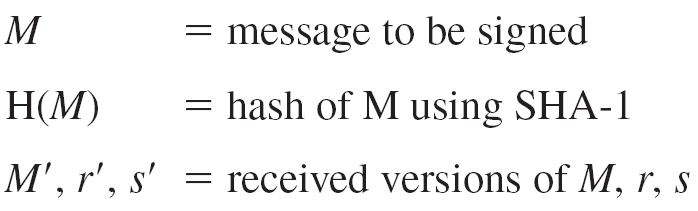 M = message to be signed
H(M) = hash of M using SHA-1
M′, r′, s′ = received versions of M, r, s